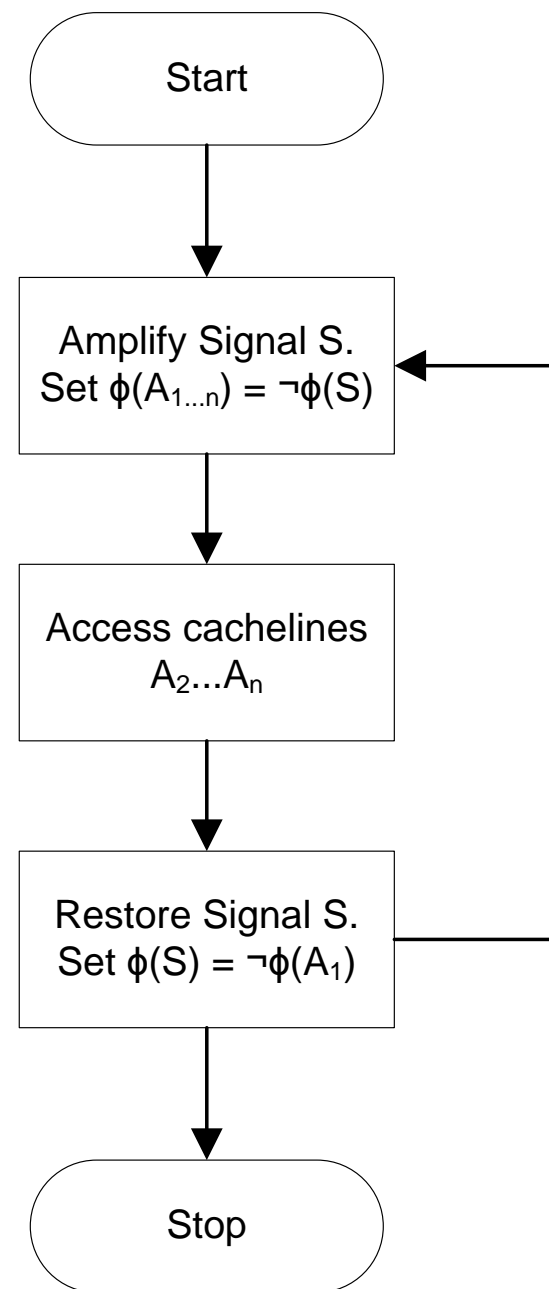 Start
Amplify Signal S.
Set ϕ(A₁...ₙ) = ¬ϕ(S)
Access cachelines
A₂...Aₙ
Restore Signal S.
Set ϕ(S) = ¬ϕ(A₁)
Stop